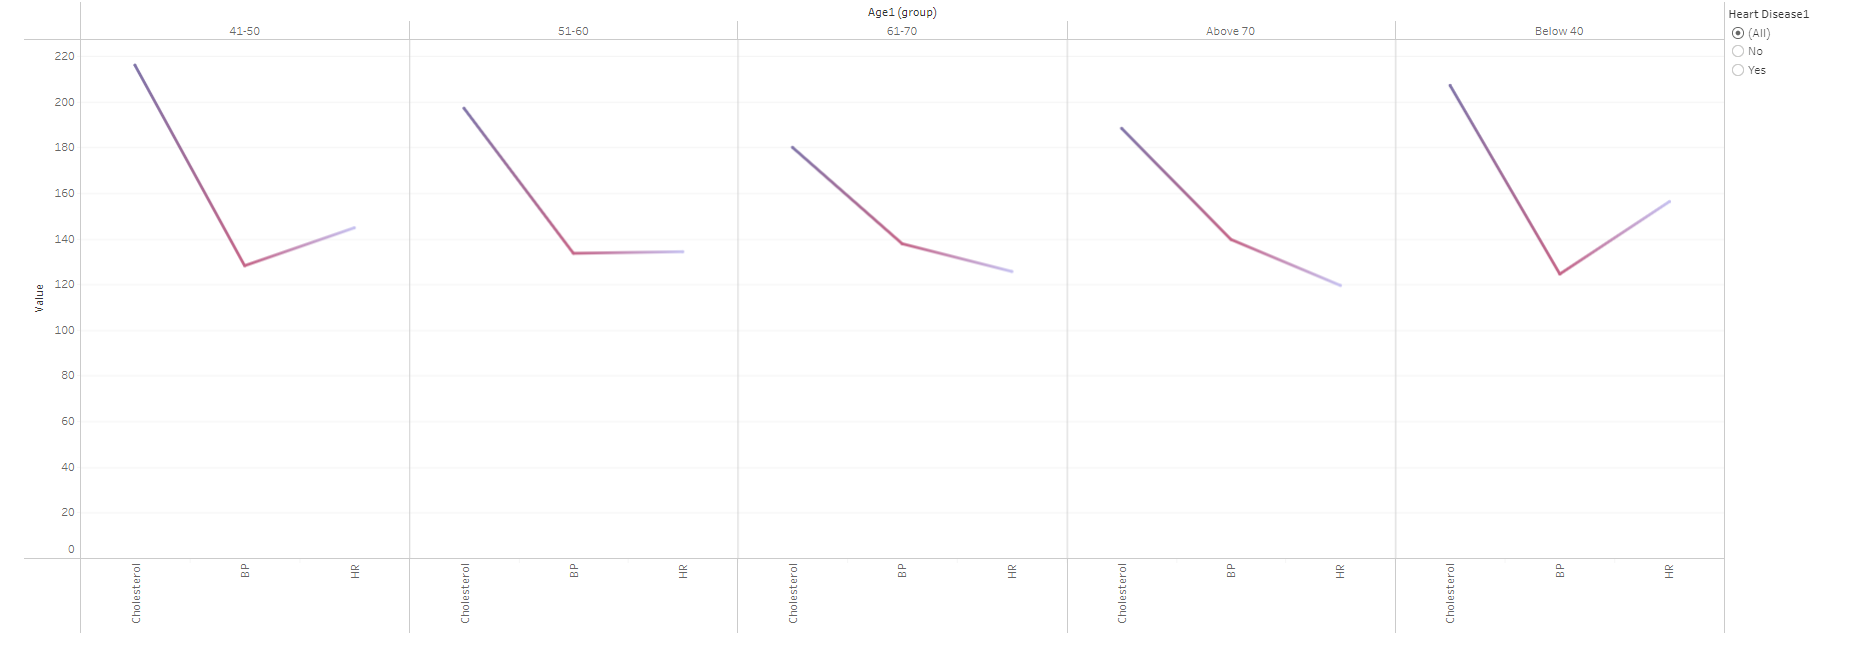 Age1 (group)
41-50 51-60 61-70 Above 70 Below 40
Heart Disease1
(All)
No
Yes
220
200
180
160
140
120
100
80
60
40
20
0
Value
Cholesterol BP HR Cholesterol BP HR Cholesterol BP HR Cholesterol BP HR Cholesterol BP HR